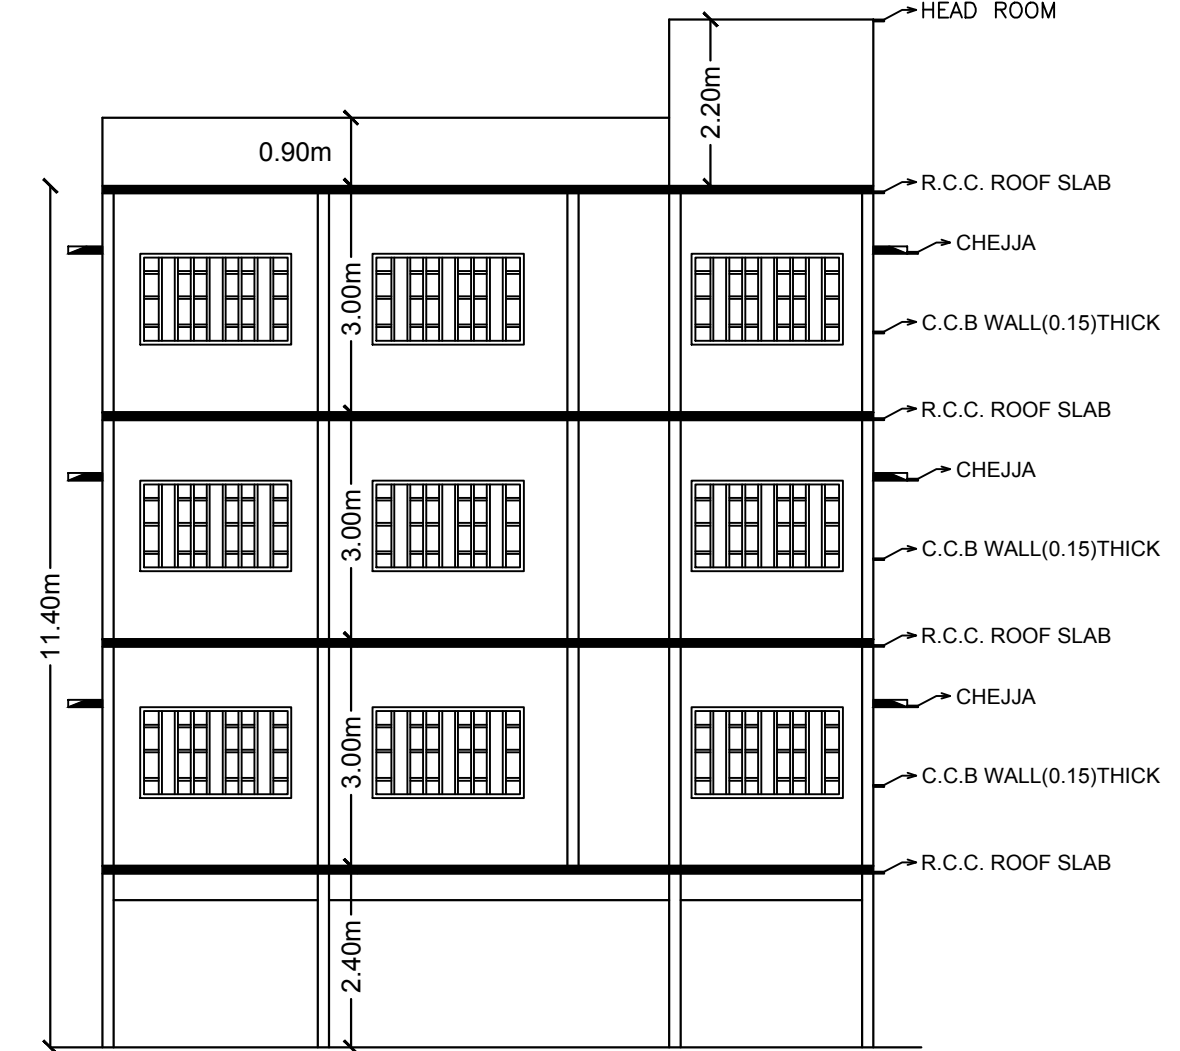 HEAD ROOM
2.20m
0.90m
R.C.C. ROOF SLAB
CHEJJA
3.00m
C.C.B WALL(0.15)THICK
R.C.C. ROOF SLAB
CHEJJA
3.00m
C.C.B WALL(0.15)THICK
11.40m
R.C.C. ROOF SLAB
CHEJJA
3.00m
C.C.B WALL(0.15)THICK
R.C.C. ROOF SLAB
2.40m